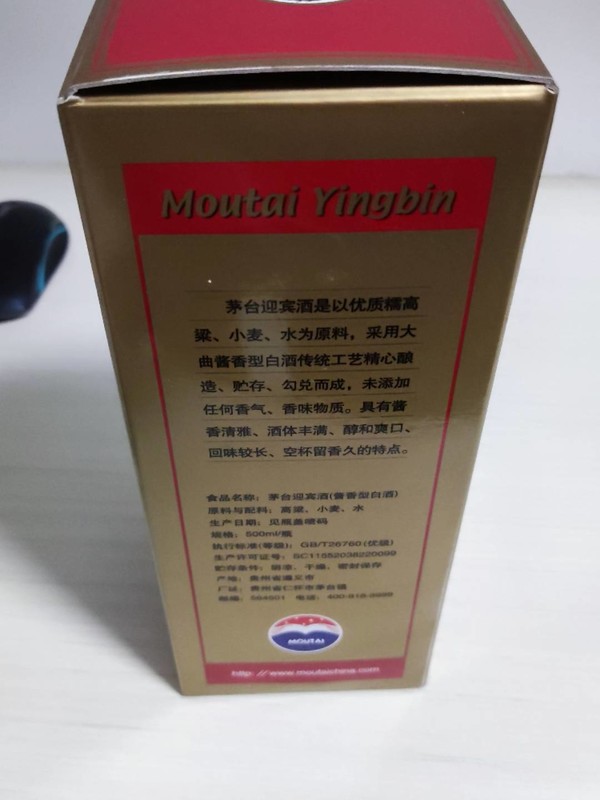 Moutai Yingbin
茅台迎宾酒是以优质糯高
粱、小麦、水为原料，采用大
曲酱香型白酒传统工艺精心酿
造、贮存、勾兑而成，未添加
任何香气、香味物质。具有酱
香清雅、酒体丰满、醇和爽口、
回味较长、空杯留香久的特点。
食品名称：茅台迎宾酒(酱香型白酒)
原料与配料：高粱、小麦、水
生产日期：见瓶盖喷码
规格：500ml/瓶
执行标准(等级)：GB/T26760(优级)
生产许可证号：SC11552038220099
贮存条件：阴凉、干燥、密封保存
产地：贵州省遵义市
厂址：贵州省仁怀市茅台镇
邮编：564501 电话：400-818-
MOUTAI
http://www.moutaichina.com